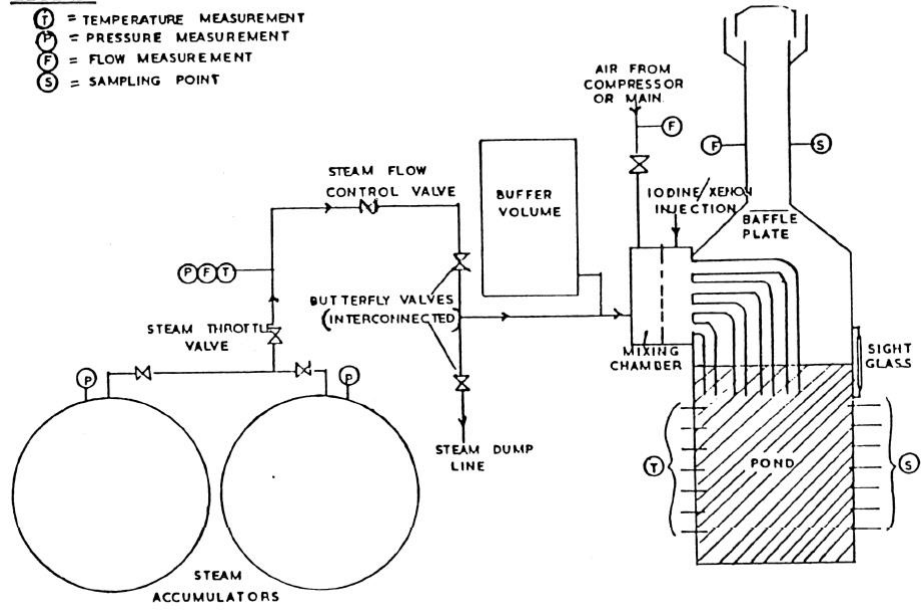 T = TEMPERATURE MEASUREMENT
P = PRESSURE MEASUREMENT
F = FLOW MEASUREMENT
S = SAMPLING POINT
AIR FROM
COMPRESSOR
OR MAIN.
F
F
S
STEAM FLOW
CONTROL VALVE
BUFFER
VOLUME
IODINE/XENON
INJECTION
BAFFLE
PLATE
P F T
BUTTERFLY VALVES
(INTERCONNECTED)
STEAM THROTTLE
VALVE
MIXING
CHAMBER
SIGHT
GLASS
P
P
STEAM DUMP
LINE
T
POND
S
STEAM
ACCUMULATORS